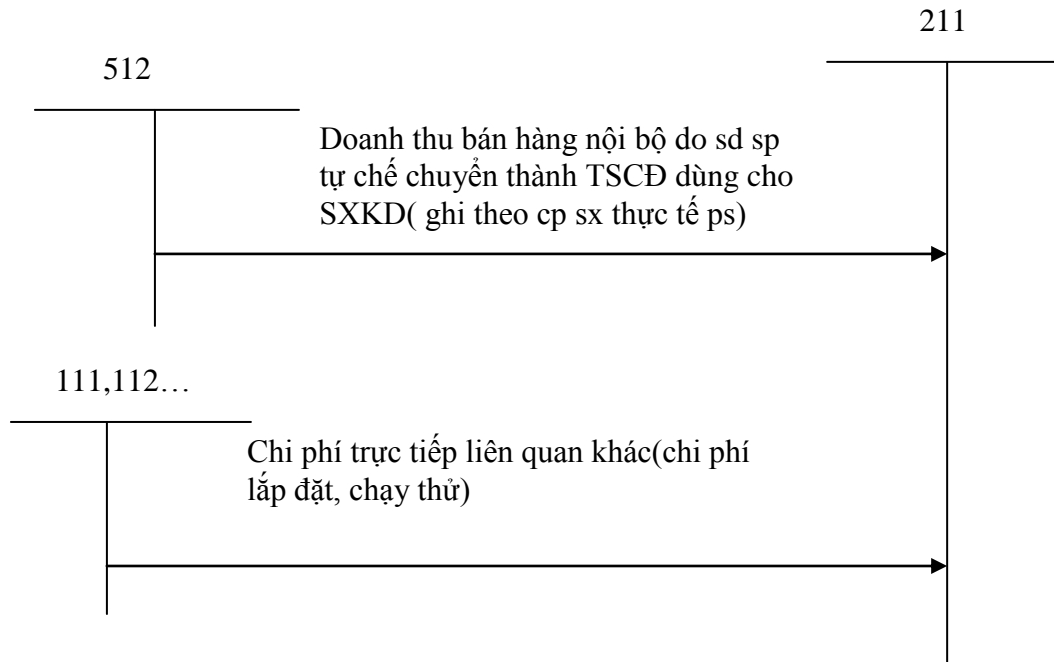 211
512
Doanh thu bán hàng nội bộ do sd sp
tự chế chuyển thành TSCĐ dùng cho
SXKD( ghi theo cp sx thực tế ps)
111,112…
Chi phí trực tiếp liên quan khác(chi phí
lắp đặt, chạy thử)